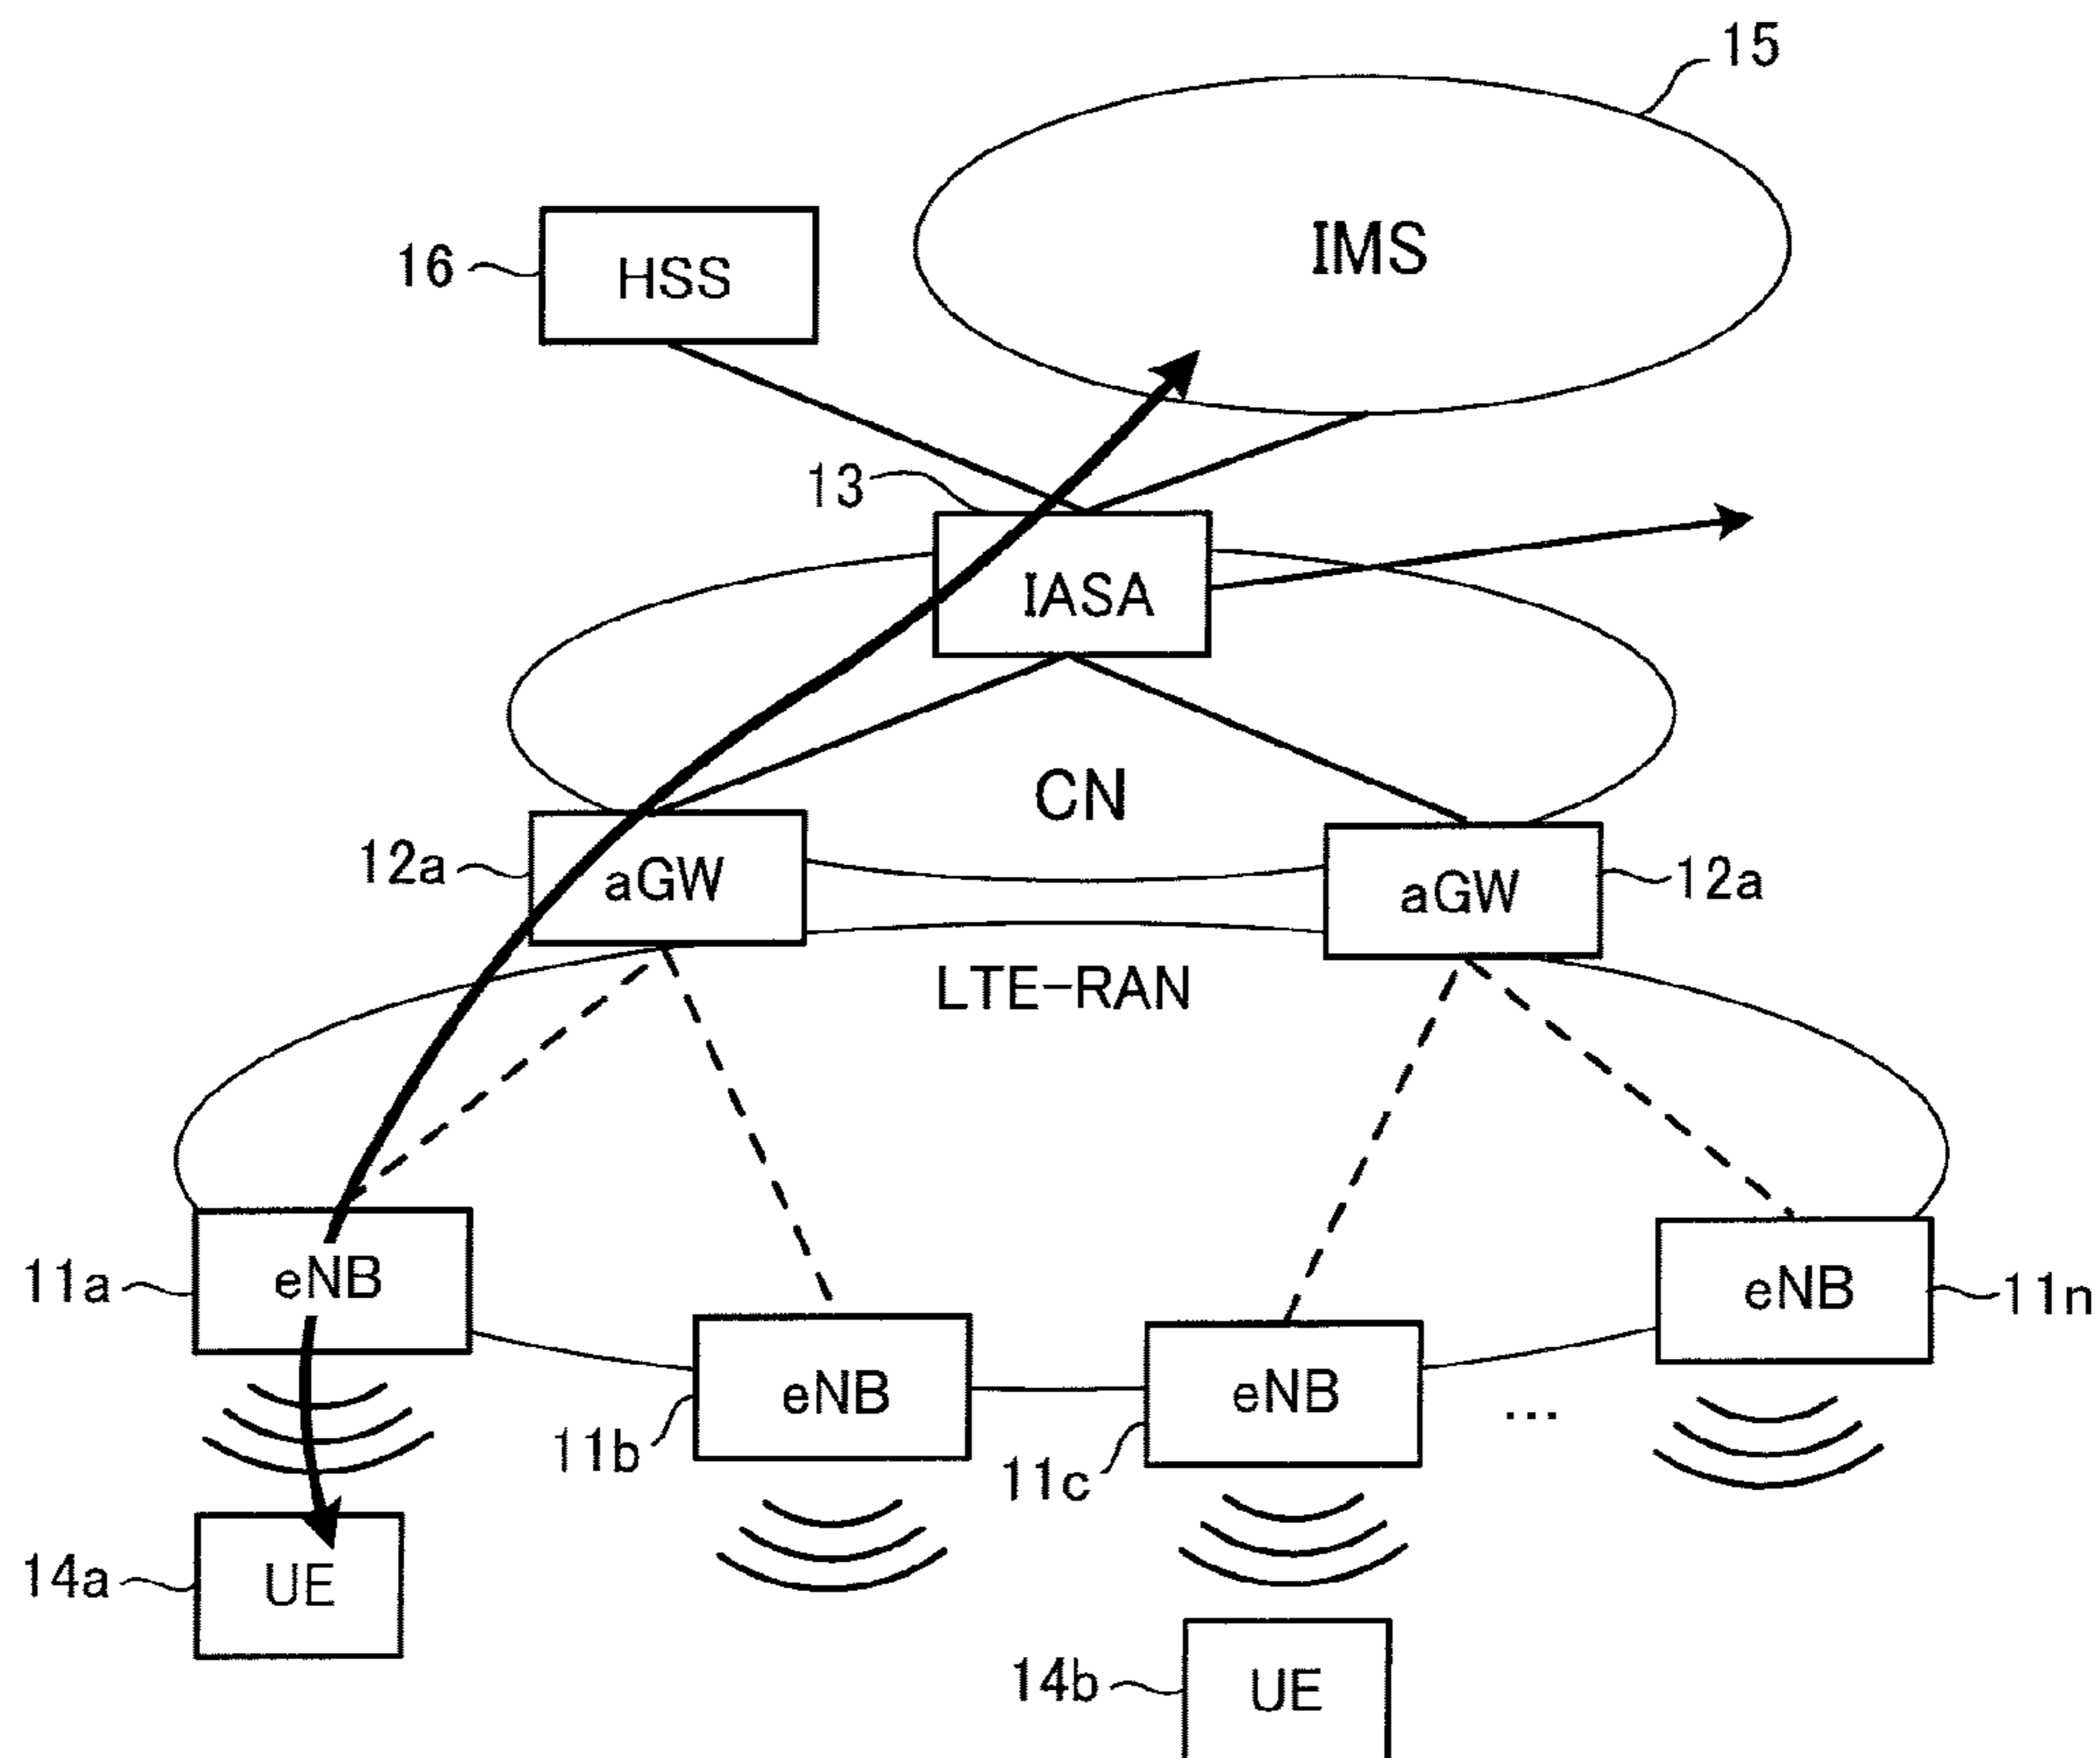 15
IMS
16
HSS
13
IASA
CN
12a
aGW
aGW
12a
LTE-RAN
11a
eNB
eNB
11n
11b
eNB
11c
eNB
...
14a
UE
14b
UE